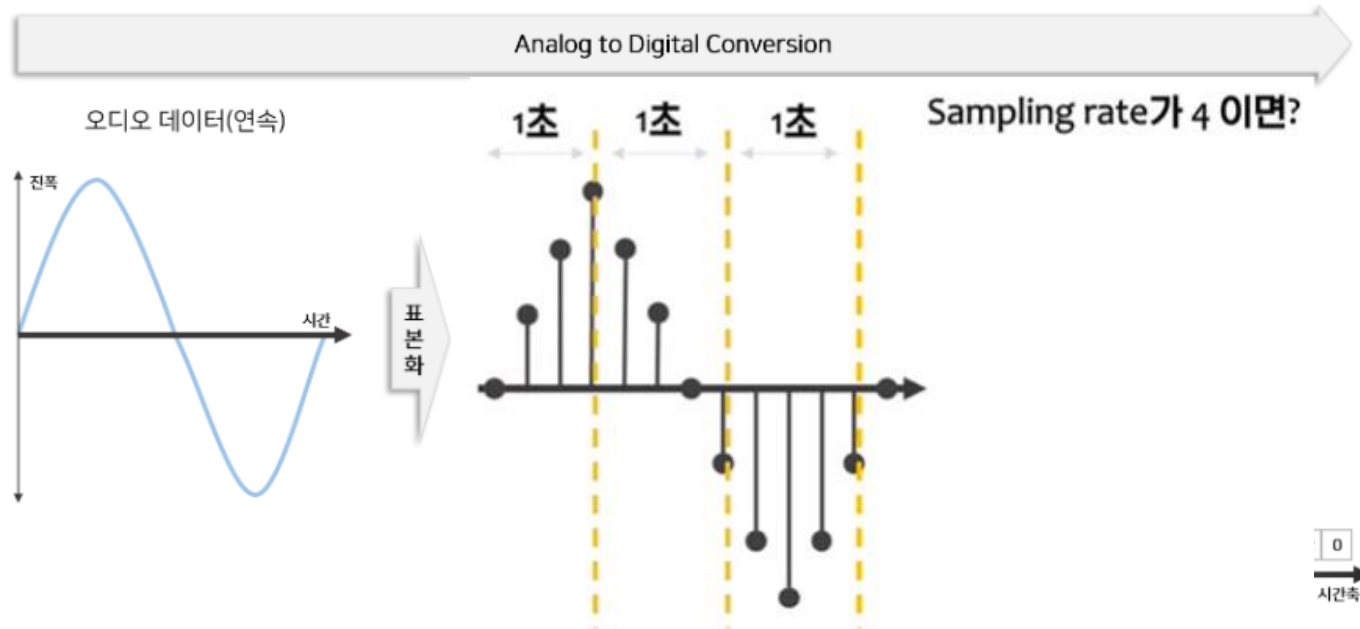 Analog to Digital Conversion
오디오 데이터(연속)
진폭
시간
표
본
화
1초
1초
1초
Sampling rate가 4 이면?
0
시간축